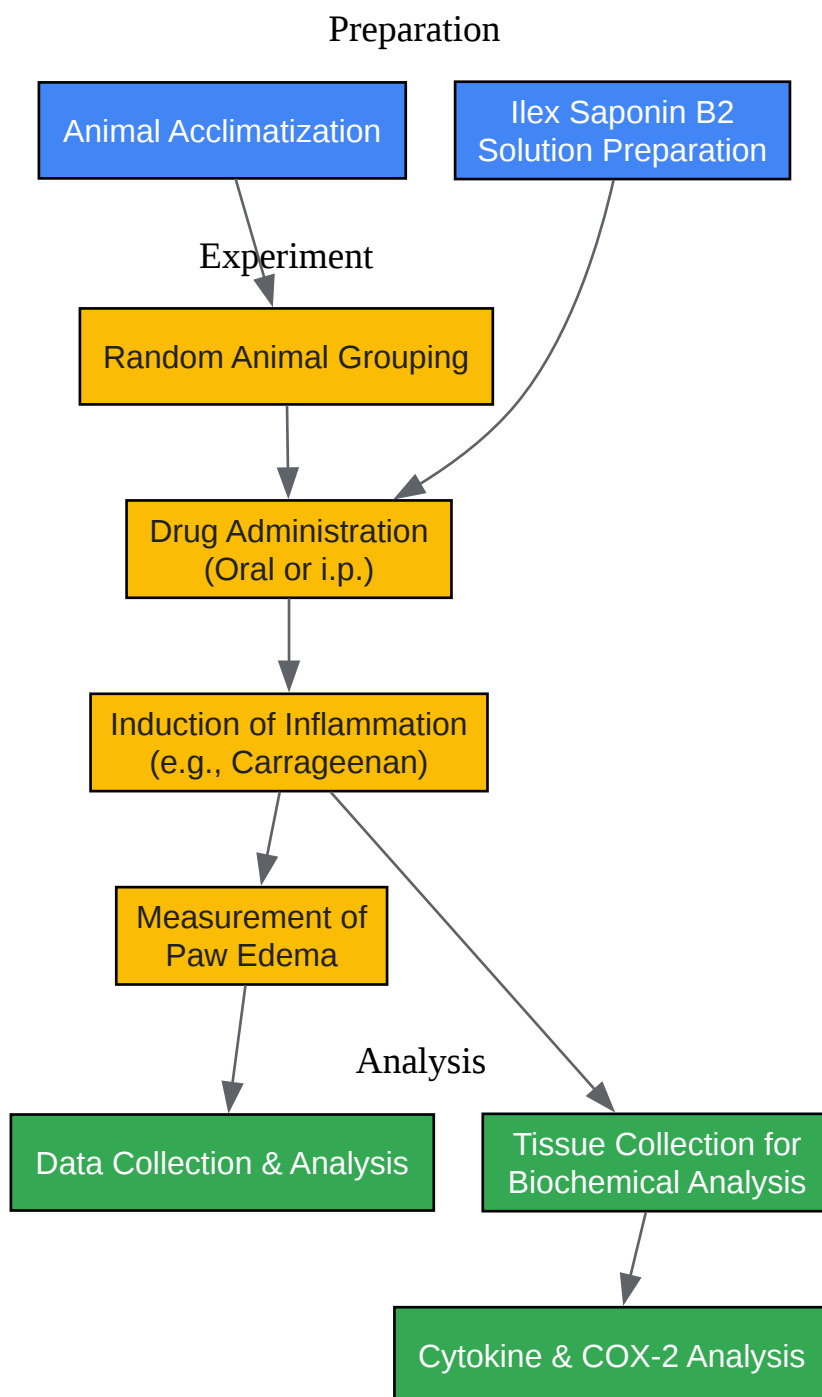 Preparation
Animal Acclimatization
Ilex Saponin B2
Solution Preparation
Experiment
Random Animal Grouping
Drug Administration
(Oral or i.p.)
Induction of Inflammation
(e.g., Carrageenan)
Measurement of
Paw Edema
Analysis
Data Collection & Analysis
Tissue Collection for
Biochemical Analysis
Cytokine & COX-2 Analysis